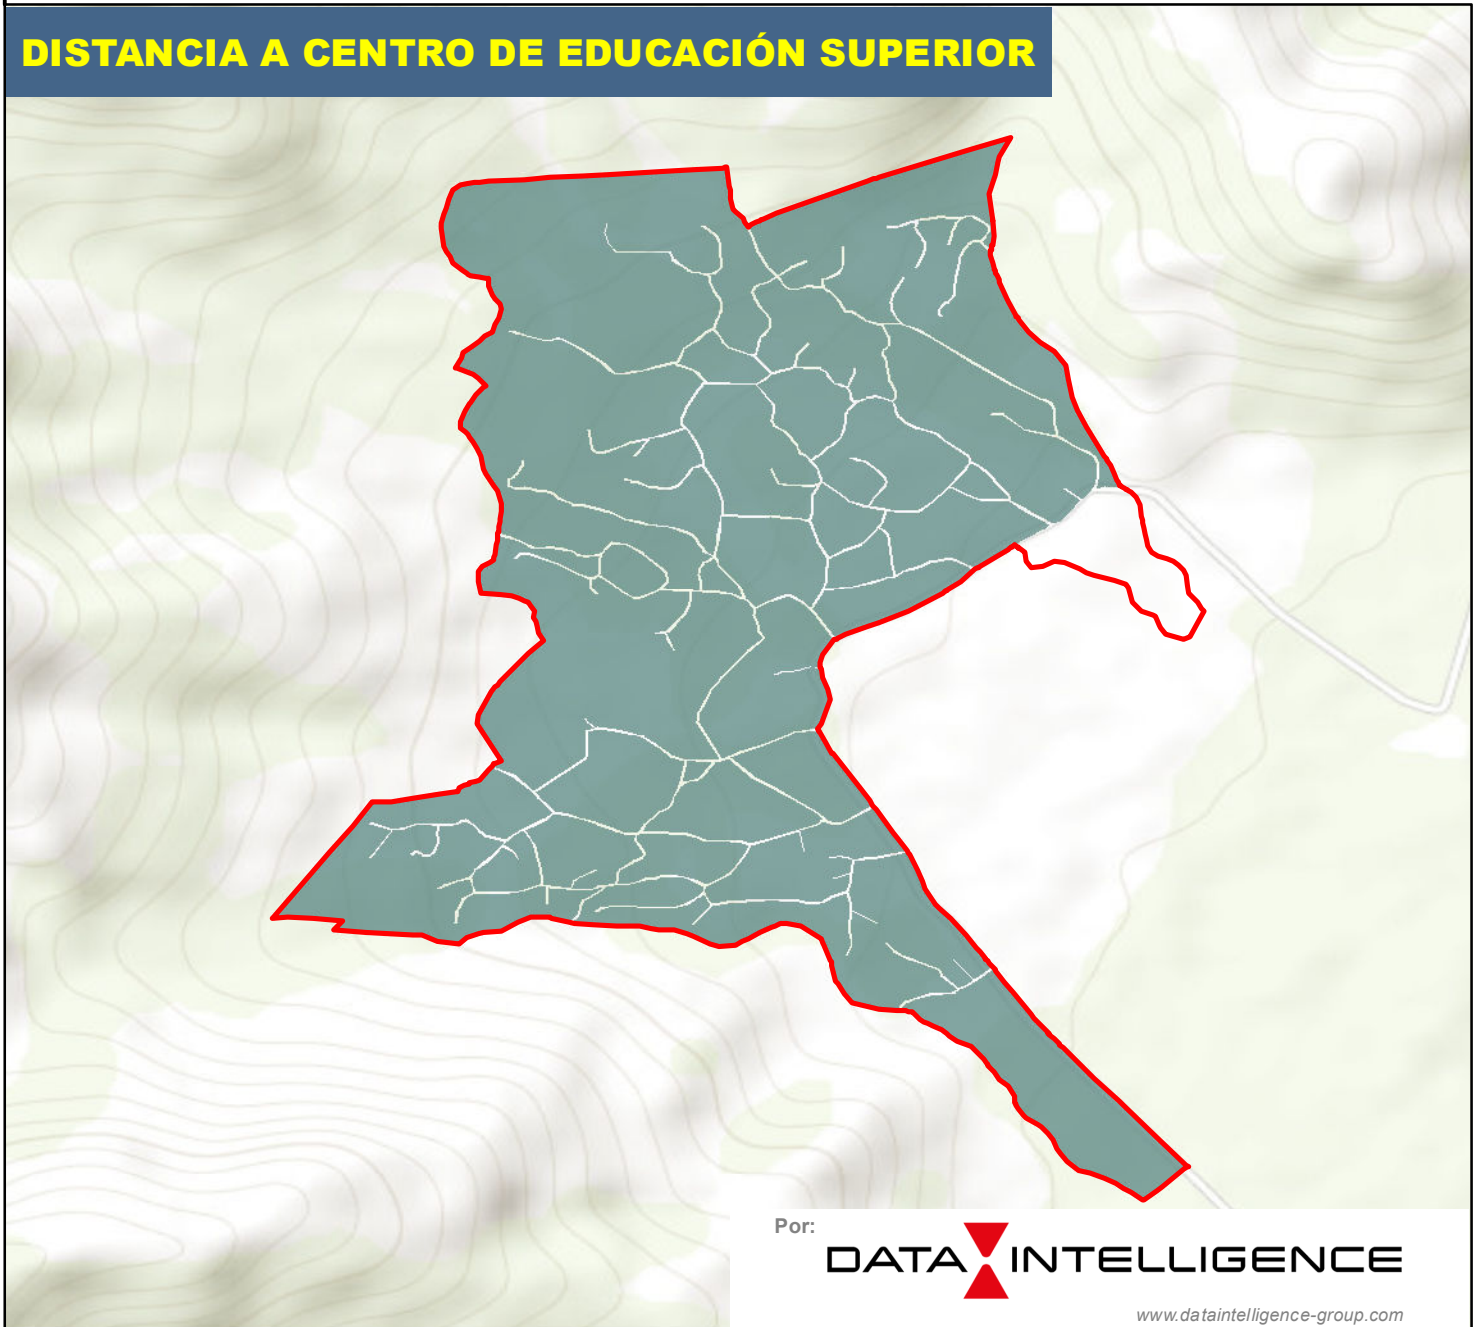 DISTANCIA A CENTRO DE EDUCACIÓN SUPERIOR
Por:
DATA INTELLIGENCE
www.dataintelligence-group.com